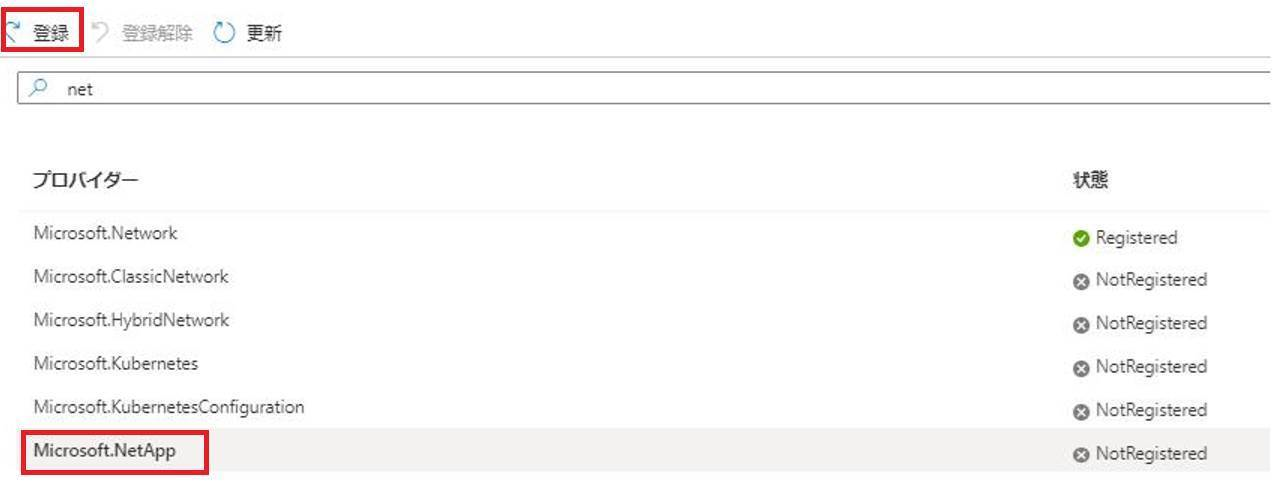 登録 登録解除 更新
net
プロバイダー 状態
Microsoft.Network Registered
Microsoft.ClassicNetwork NotRegistered
Microsoft.HybridNetwork NotRegistered
Microsoft.Kubernetes NotRegistered
Microsoft.KubernetesConfiguration NotRegistered
Microsoft.NetApp NotRegistered